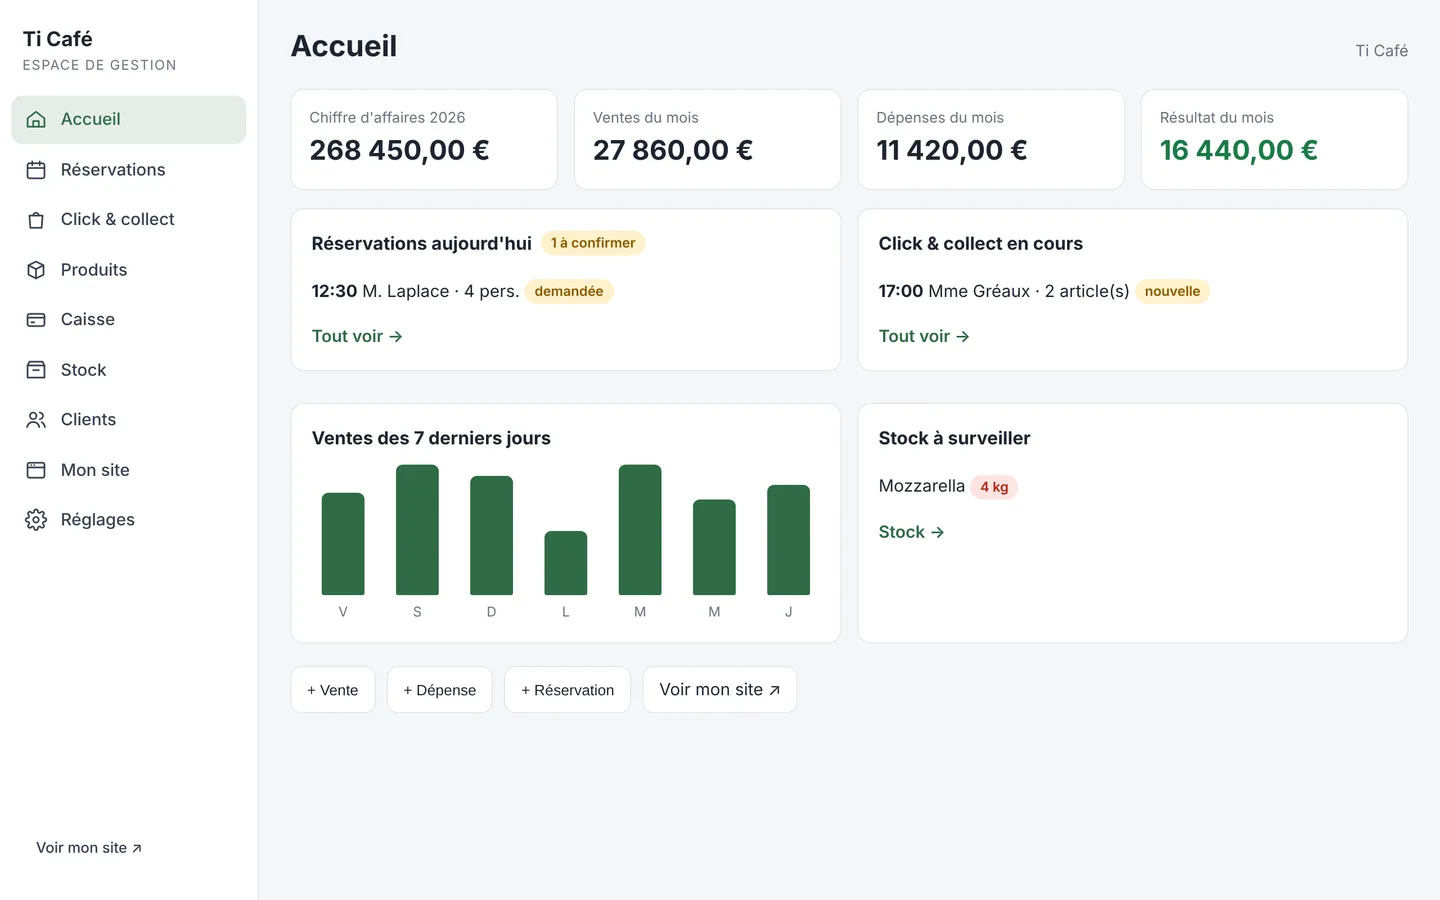 Ti Café
ESPACE DE GESTION
Accueil
Réservations
Click & collect
Produits
Caisse
Stock
Clients
Mon site
Réglages
Voir mon site ↗
Accueil
Ti Café
Chiffre d'affaires 2026
268 450,00 €
Ventes du mois
27 860,00 €
Dépenses du mois
11 420,00 €
Résultat du mois
16 440,00 €
Réservations aujourd'hui 1 à confirmer
12:30 M. Laplace · 4 pers. demandée
Tout voir →
Click & collect en cours
17:00 Mme Gréaux · 2 article(s) nouvelle
Tout voir →
Ventes des 7 derniers jours
V S D L M M J
Stock à surveiller
Mozzarella 4 kg
Stock →
+ Vente
+ Dépense
+ Réservation
Voir mon site ↗